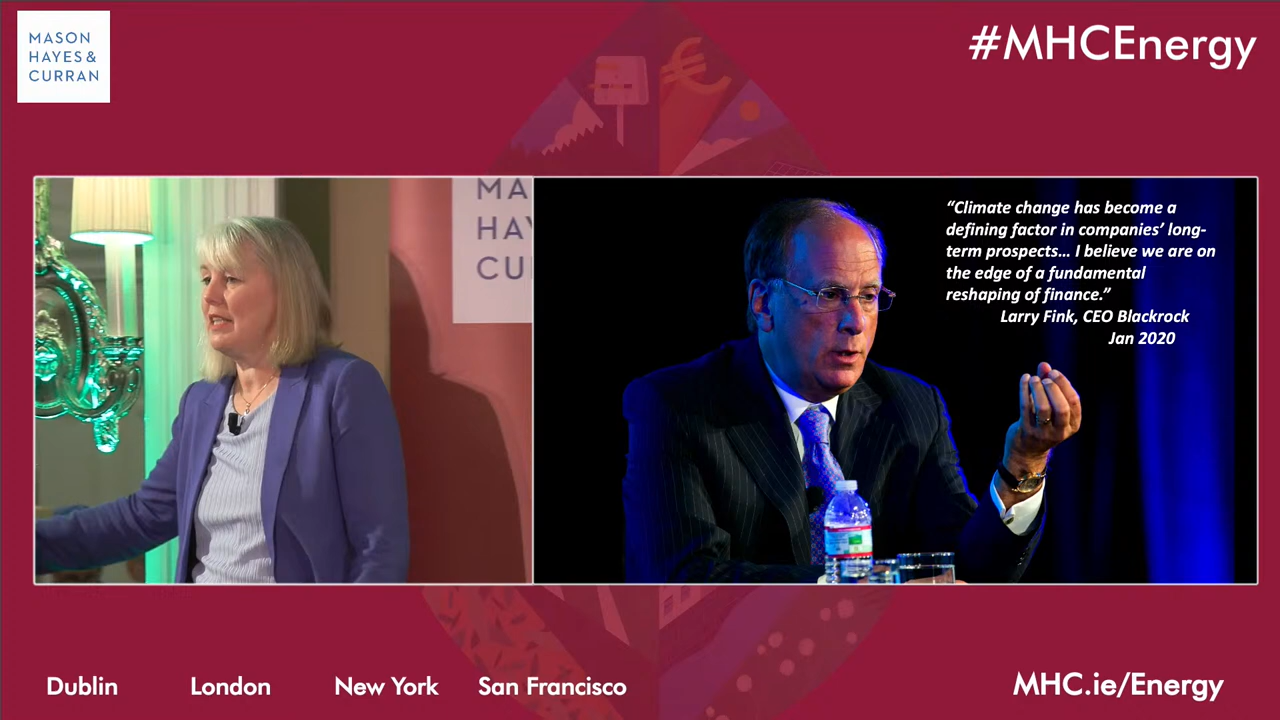 MASON
HAYES &
CURRAN
#MHCEnergy
MA
HAY
CU
“Climate change has become a
defining factor in companies’ long-
term prospects... I believe we are on
the edge of a fundamental
reshaping of finance.”
Larry Fink, CEO Blackrock
Jan 2020
Dublin
London
New York
San Francisco
MHC.ie/Energy